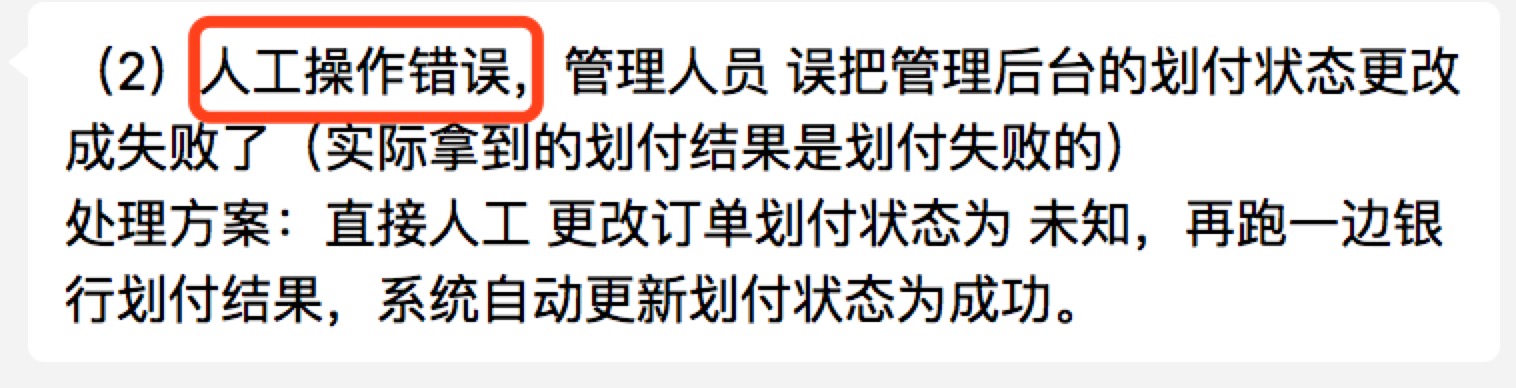 （2）人工操作错误，管理人员 误把管理后台的划付状态更改
成失败了（实际拿到的划付结果是划付失败的）
处理方案：直接人工 更改订单划付状态为 未知，再跑一边银
行划付结果，系统自动更新划付状态为成功。